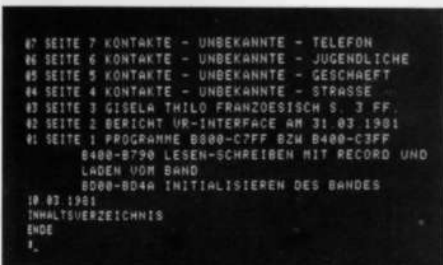 07 SEITE 7 KONTAKTE - UNBEKANNTE - TELEFON
06 SEITE 6 KONTAKTE - UNBEKANNTE - JUGENDLICHE
05 SEITE 5 KONTAKTE - UNBEKANNTE - GESCHAEFT
04 SEITE 4 KONTAKTE - UNBEKANNTE - STRASSE
03 SEITE 3 GISELA THILO FRANZOESISCH S. 3 FF.
02 SEITE 2 BERICHT VR-INTERFACE AM 31.03 1981
01 SEITE 1 PROGRAMME B800-C7FF BZW B400-C3FF
B480-B790 LESEN-SCHREIBEN MIT RECORD UND
LADEN VOM BAND
BD00-BD4A INITIALISIEREN DES BANDES
10.03 1981
INHALTSVERZEICHNIS
ENDE